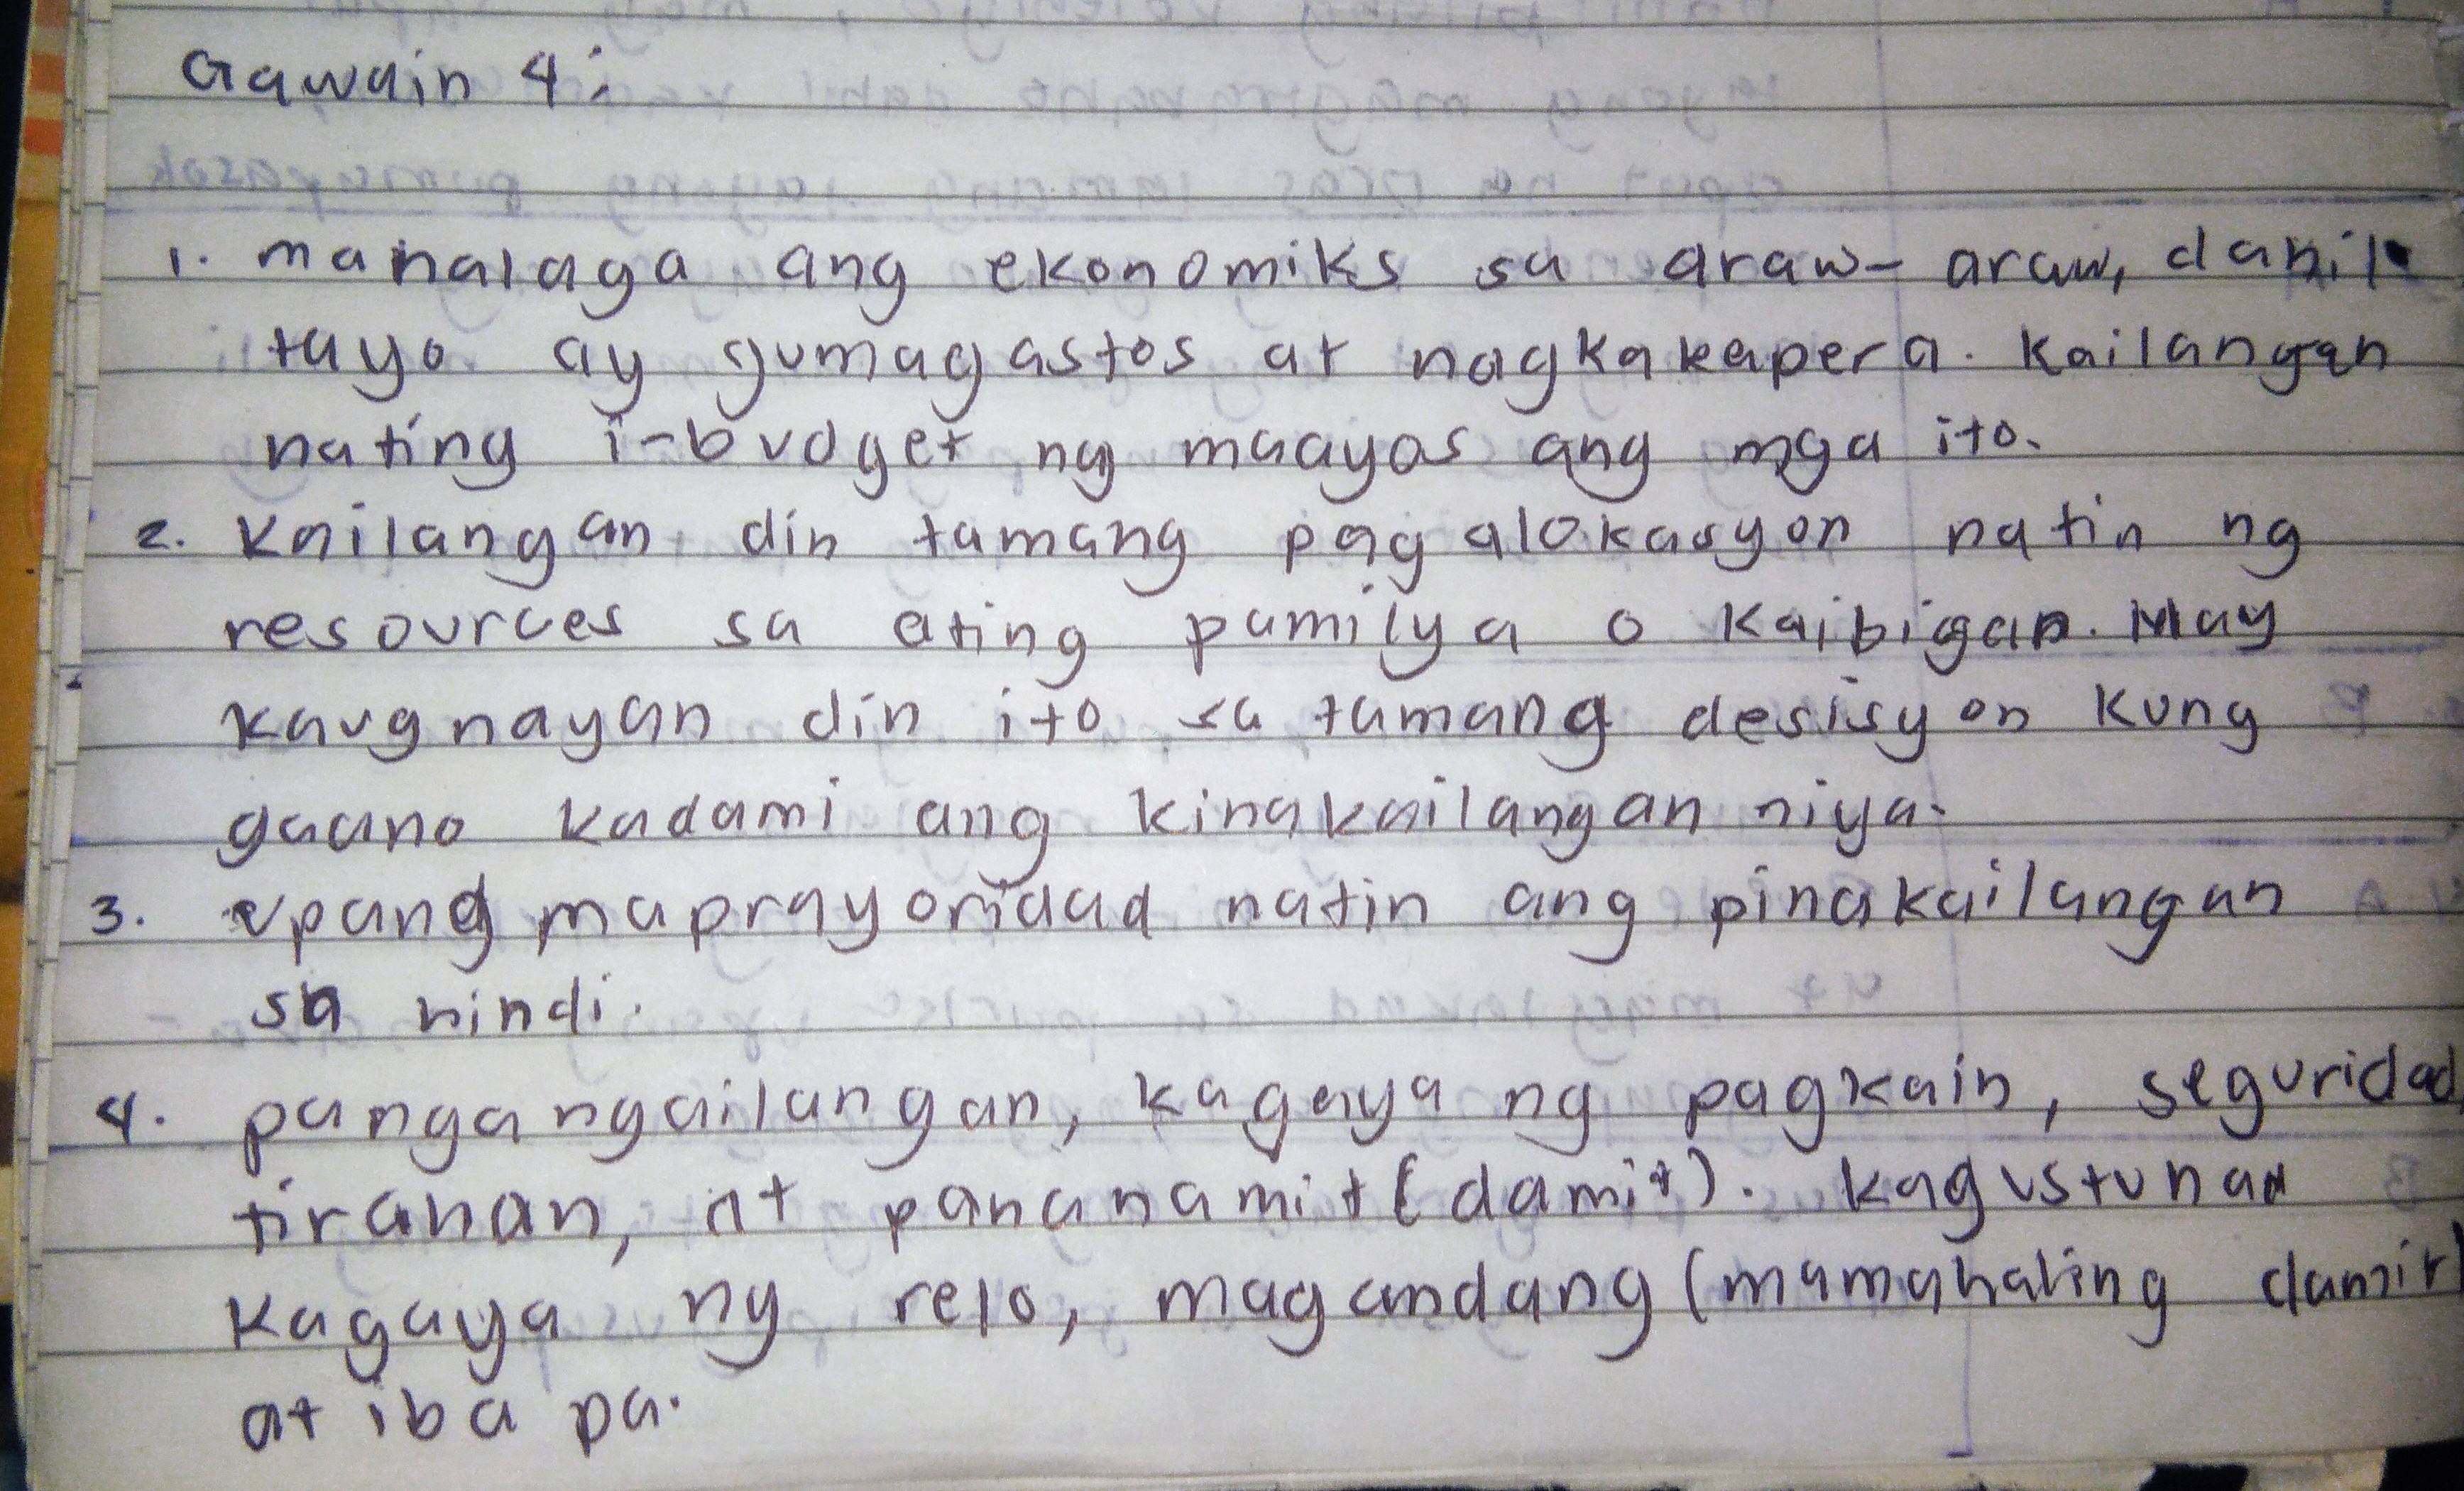 Gawain 4:
1. mahalaga ang ekonomiks sa araw-araw, dahil
tayo ay gumagastos at nagkakapera. Kailangan
nating i-budget ng maayos ang mga ito.
2. Kailangan din tamang pag alokasyon natin ng
resources sa ating pamilya o kaibigan. May
kaugnayan din ito sa tamang desisyon kung
gaano kadami ang kinakailangan niya.
3. upang maprayoridad natin ang pinakailangan
sa hindi.
4. pangangailangan, kagaya ng pagkain, seguridad
tirahan, at pananamit (damit). Kagustuhan
kagaya ng relo, magandang (mamahaling damit)
at iba pa.